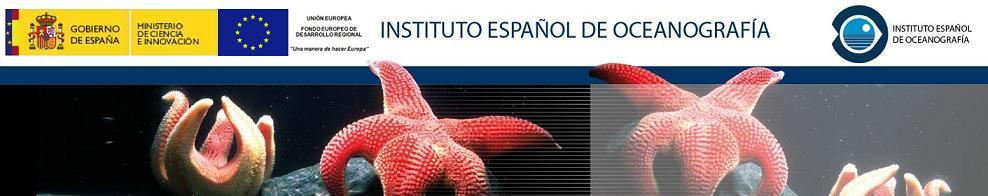 GOBIERNO
DE ESPAÑA
MINISTERIO
DE CIENCIA
E INNOVACIÓN
UNIÓN EUROPEA
FONDO EUROPEO DE
DESARROLLO REGIONAL
"Una manera de hacer Europa"
INSTITUTO ESPAÑOL DE OCEANOGRAFÍA
INSTITUTO ESPAÑOL
DE OCEANOGRAFÍA